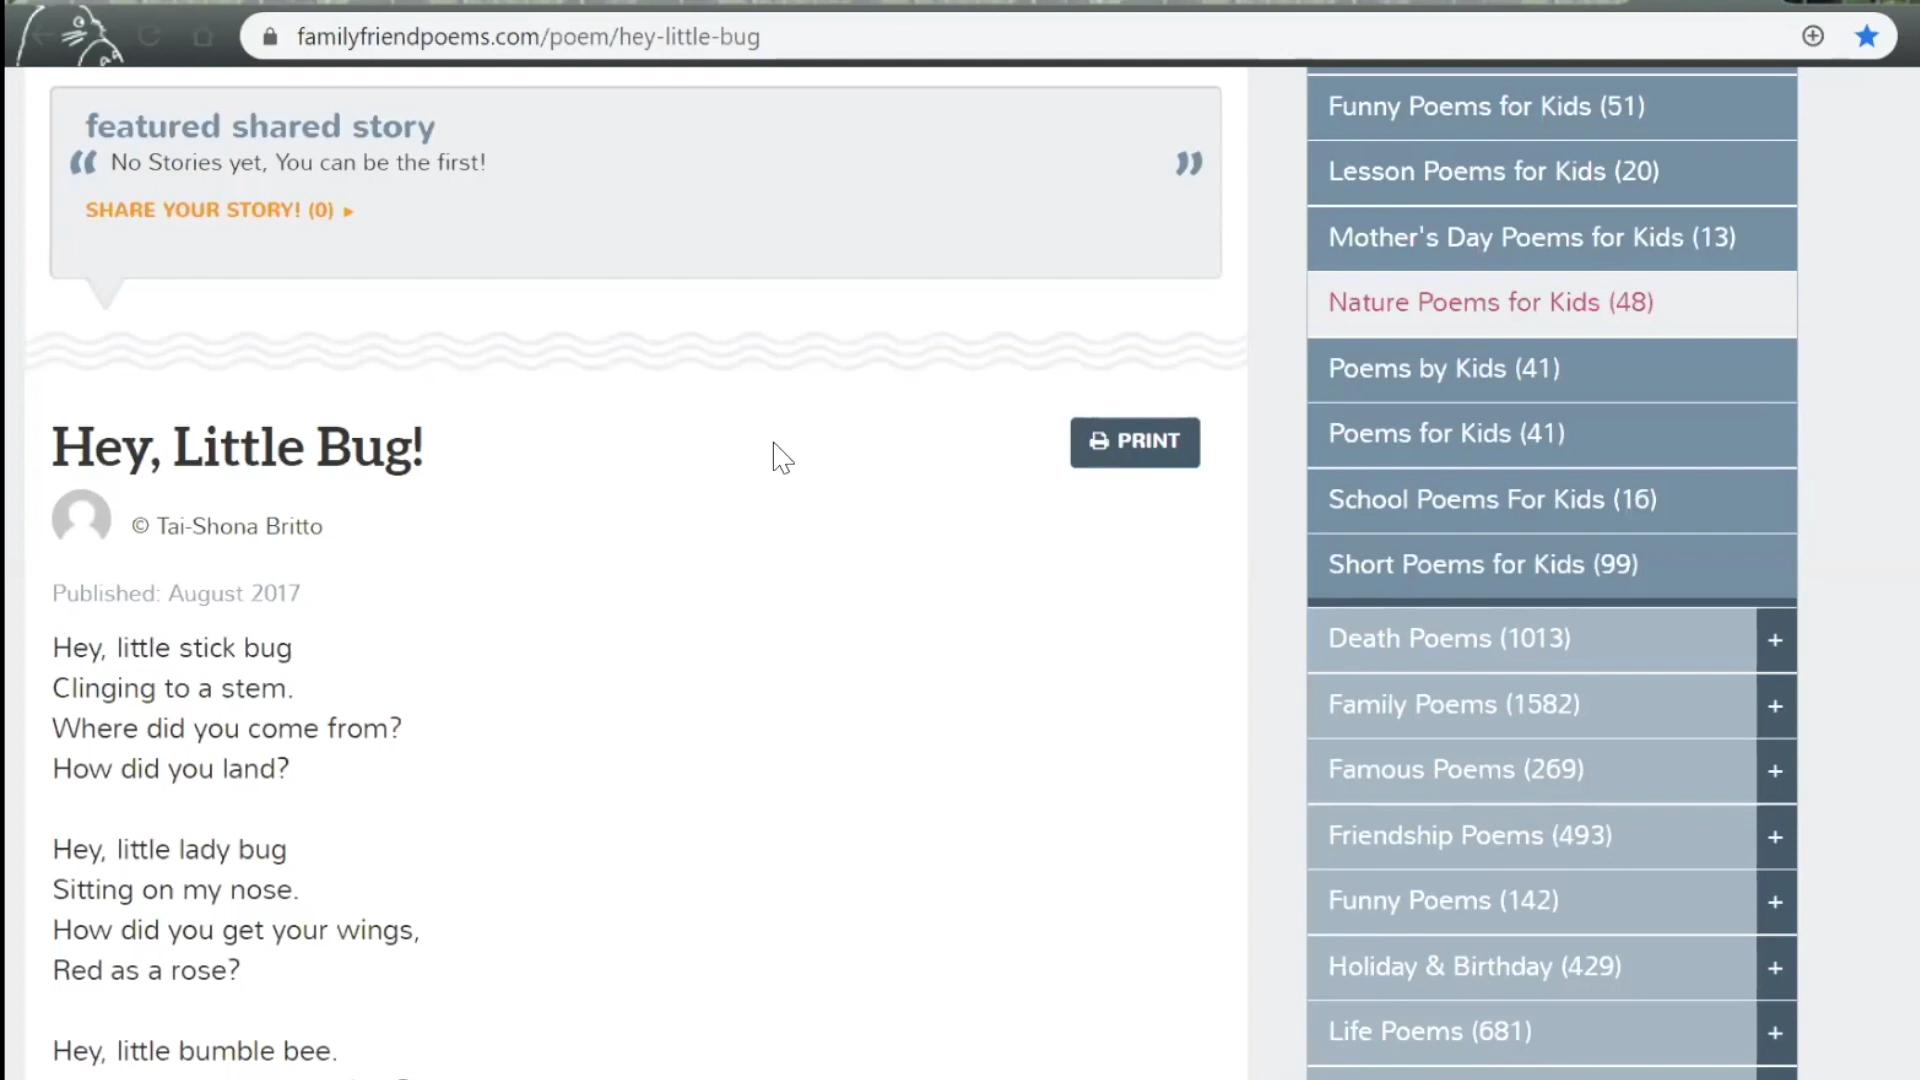 familyfriendpoems.com/poem/hey-little-bug
featured shared story
“ No Stories yet, You can be the first! ”
SHARE YOUR STORY! (0) ▸
Hey, Little Bug!
PRINT
© Tai-Shona Britto
Published: August 2017
Hey, little stick bug
Clinging to a stem.
Where did you come from?
How did you land?
Hey, little lady bug
Sitting on my nose.
How did you get your wings,
Red as a rose?
Hey, little bumble bee.
Funny Poems for Kids (51)
Lesson Poems for Kids (20)
Mother's Day Poems for Kids (13)
Nature Poems for Kids (48)
Poems by Kids (41)
Poems for Kids (41)
School Poems For Kids (16)
Short Poems for Kids (99)
Death Poems (1013) +
Family Poems (1582) +
Famous Poems (269) +
Friendship Poems (493) +
Funny Poems (142) +
Holiday & Birthday (429) +
Life Poems (681) +